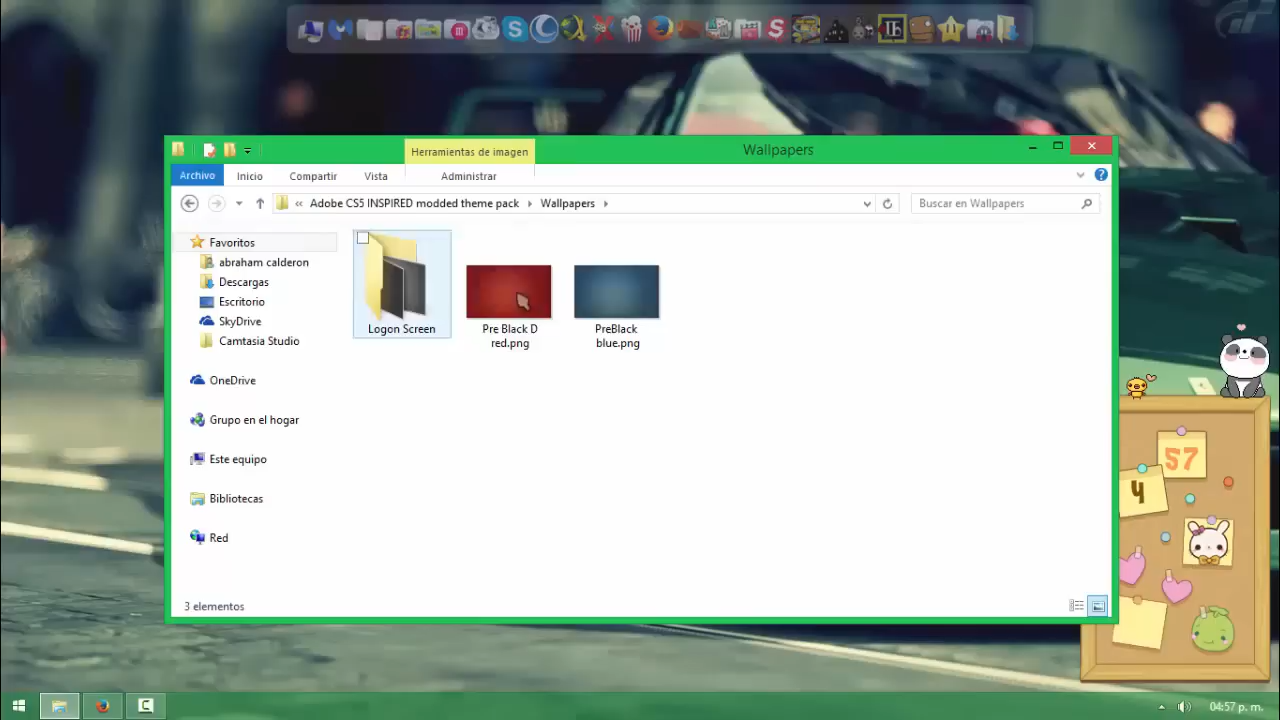 Herramientas de imagen
Wallpapers
Archivo
Inicio
Compartir
Vista
Administrar
« Adobe CS5 INSPIRED modded theme pack
Wallpapers
Buscar en Wallpapers
Favoritos
abraham calderon
Descargas
Escritorio
SkyDrive
Camtasia Studio
OneDrive
Grupo en el hogar
Este equipo
Bibliotecas
Red
Logon Screen
Pre Black D
red.png
PreBlack
blue.png
57
4
3 elementos
04:57 p. m.